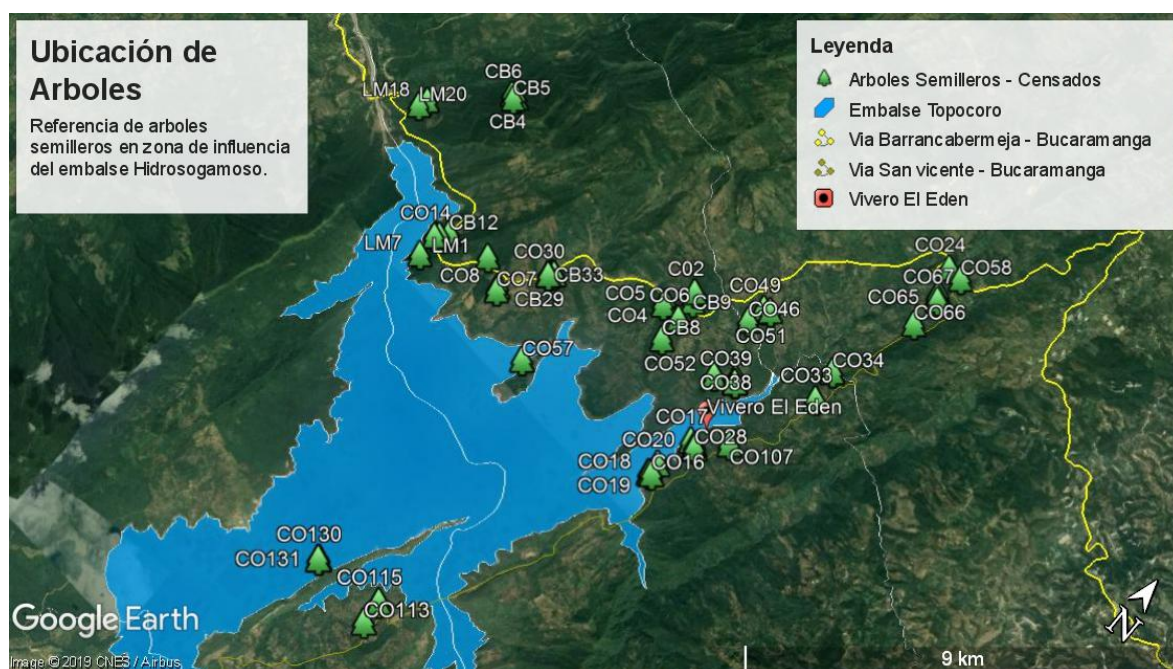 Ubicación de
Arboles
Referencia de arboles
semilleros en zona de influencia
del embalse Hidrosogamoso.
Leyenda
Arboles Semilleros - Censados
Embalse Topocoro
Via Barrancabermeja - Bucaramanga
Via San vicente - Bucaramanga
Vivero El Eden
CB6
CB5
LM18
LM20
CB4
CO14
CB12
LM7
LM1
CO30
CO8
CO7
CB33
CB29
C02
CO24
CO67
CO58
CO5
CO6
CO49
CO65
CO4
CB9
CO46
CO66
CB8
CO51
CO57
CO52
CO39
CO34
CO38
CO33
Vivero El Eden
CO17
CO20
CO28
CO18
CO16
CO107
CO19
CO130
CO131
CO115
CO113
Google Earth
Image © 2019 CNES / Airbus
N
9 km